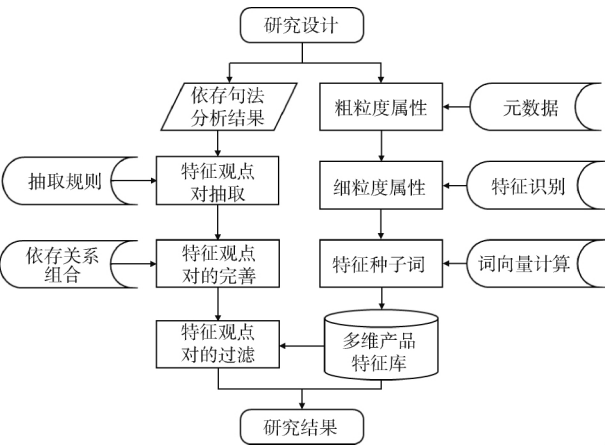 研究设计
依存句法
分析结果
粗粒度属性
元数据
抽取规则
特征观点
对抽取
细粒度属性
特征识别
依存关系
组合
特征观点
对的完善
特征种子词
词向量计算
特征观点
对的过滤
多维产品
特征库
研究结果